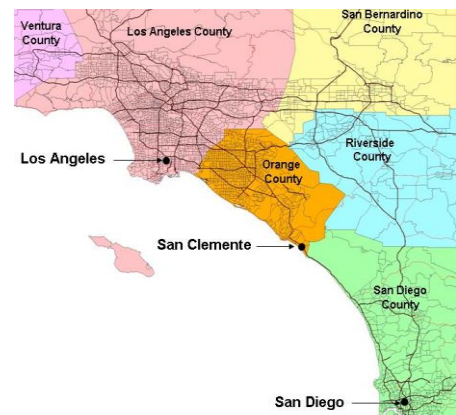 San Bernardino
County
Ventura
County
Los Angeles County
Riverside
County
Los Angeles
Orange
County
San Clemente
San Diego
County
San Diego